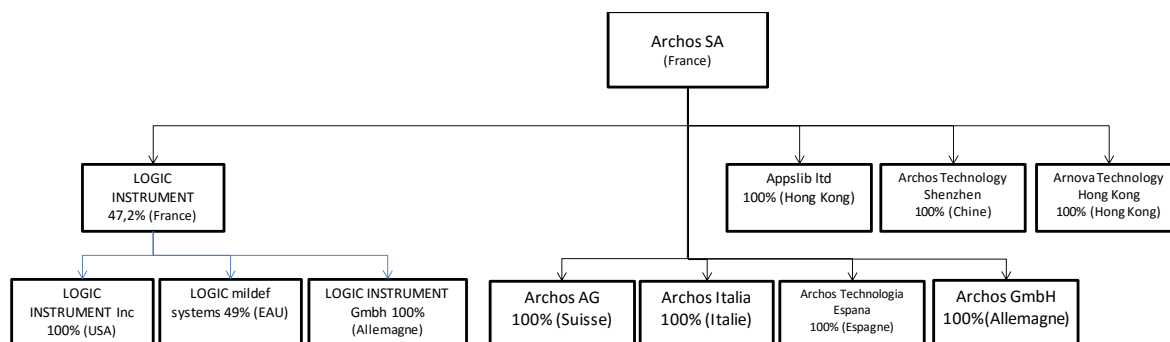 Archos SA
(France)
LOGIC
INSTRUMENT
47,2% (France)
Appslib ltd
100% (Hong Kong)
Archos Technology
Shenzhen
100% (Chine)
Arnova Technology
Hong Kong
100% (Hong Kong)
LOGIC
INSTRUMENT Inc
100% (USA)
LOGIC mildef
systems 49% (EAU)
LOGIC INSTRUMENT
Gmbh 100%
(Allemagne)
Archos AG
100% (Suisse)
Archos Italia
100% (Italie)
Archos Technologia
Espana
100% (Espagne)
Archos GmbH
100%(Allemagne)